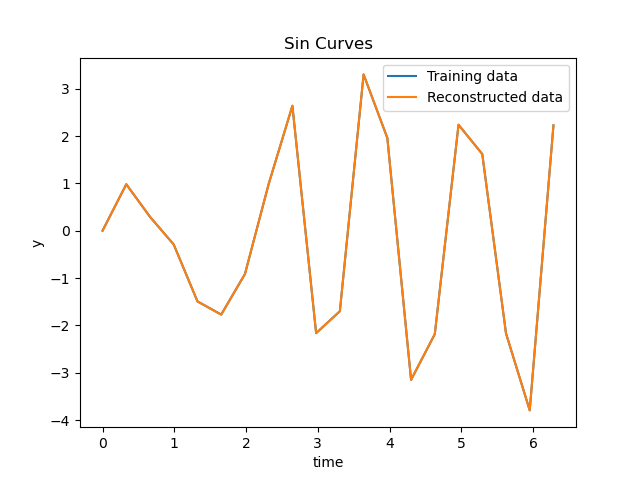 Sin Curves
Training data
Reconstructed data
3
2
1
0
−1
−2
−3
−4
y
0 1 2 3 4 5 6
time